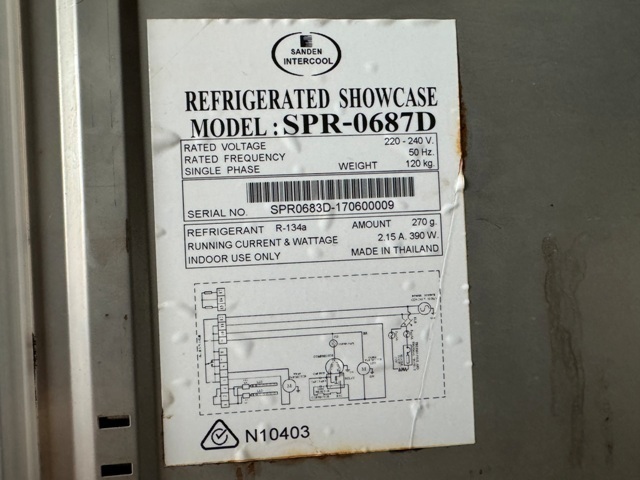 SANDEN
INTERCOOL
REFRIGERATED SHOWCASE
MODEL : SPR-0687D
RATED VOLTAGE 220 - 240 V.
RATED FREQUENCY 50 Hz.
SINGLE PHASE WEIGHT 120 kg.
SERIAL NO. SPR0683D-170600009
REFRIGERANT R-134a AMOUNT 270 g.
RUNNING CURRENT & WATTAGE 2.15 A. 390 W.
INDOOR USE ONLY MADE IN THAILAND
N10403